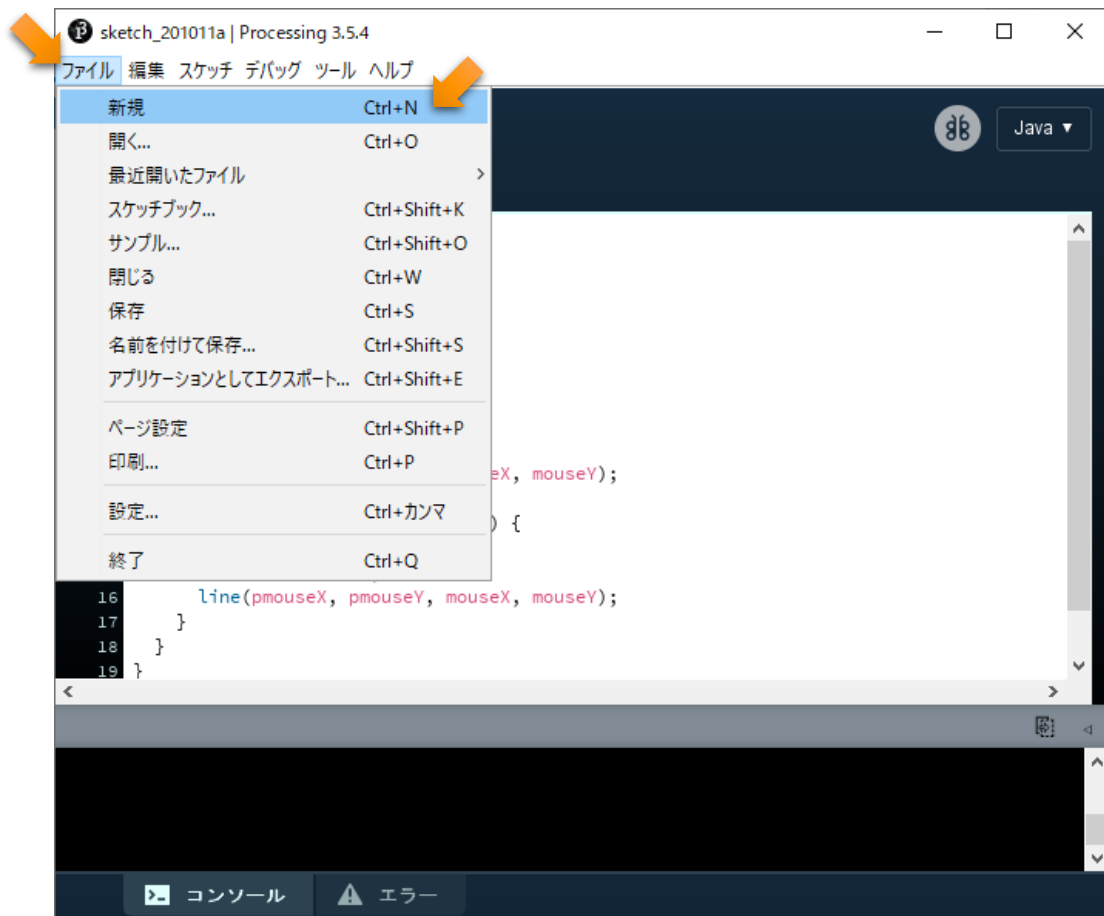 sketch_201011a | Processing 3.5.4
ファイル 編集 スケッチ デバッグ ツール ヘルプ
新規 Ctrl+N
開く... Ctrl+O
最近開いたファイル
スケッチブック... Ctrl+Shift+K
サンプル... Ctrl+Shift+O
閉じる Ctrl+W
保存 Ctrl+S
名前を付けて保存... Ctrl+Shift+S
アプリケーションとしてエクスポート... Ctrl+Shift+E
ページ設定 Ctrl+Shift+P
印刷... Ctrl+P
設定... Ctrl+カンマ
終了 Ctrl+Q
Java ▼
eX, mouseY);
) {
16 line(pmouseX, pmouseY, mouseX, mouseY);
17 }
18 }
19 }
コンソール エラー